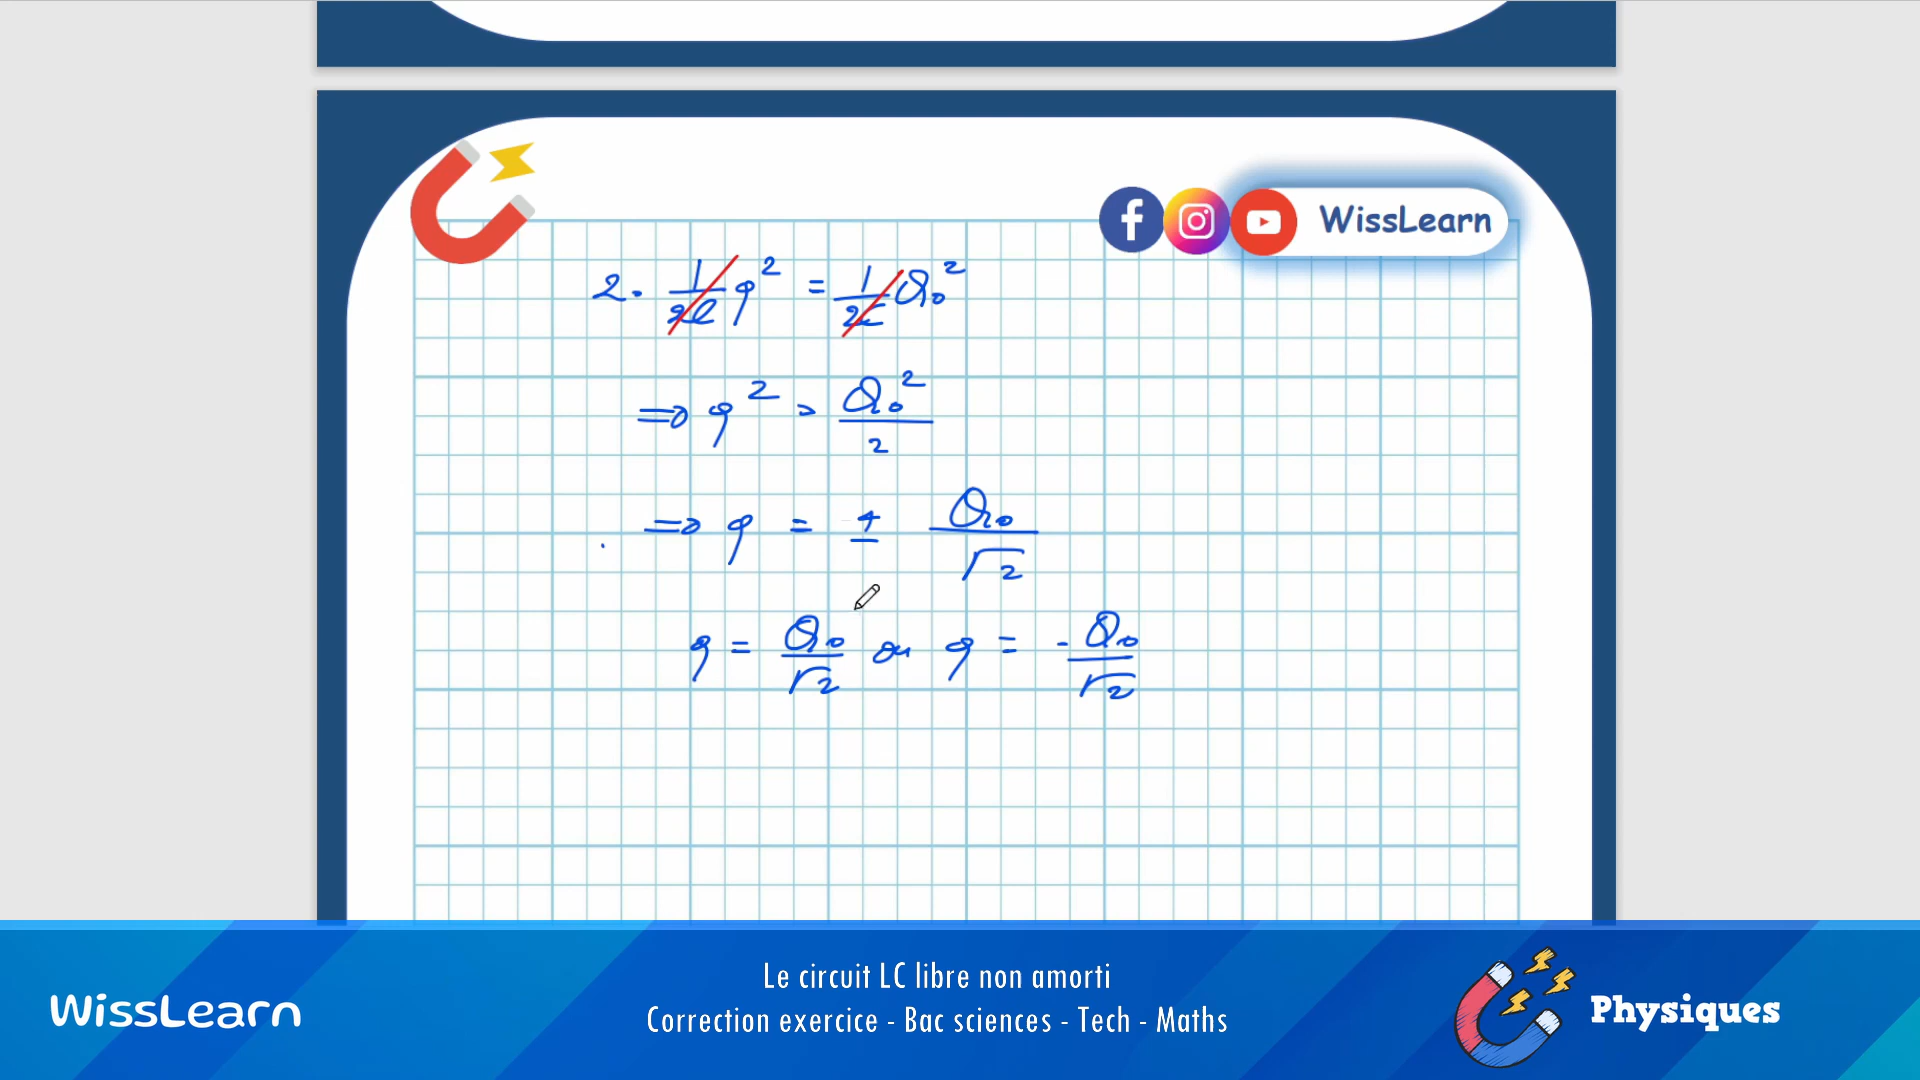 WissLearn
2. 1/2C q² = 1/2C Q₀²
⇒ q² = Q₀²/2
⇒ q = ± Q₀/√2
q = Q₀/√2 ou q = -Q₀/√2
WissLearn
Le circuit LC libre non amorti
Correction exercice - Bac sciences - Tech - Maths
Physiques